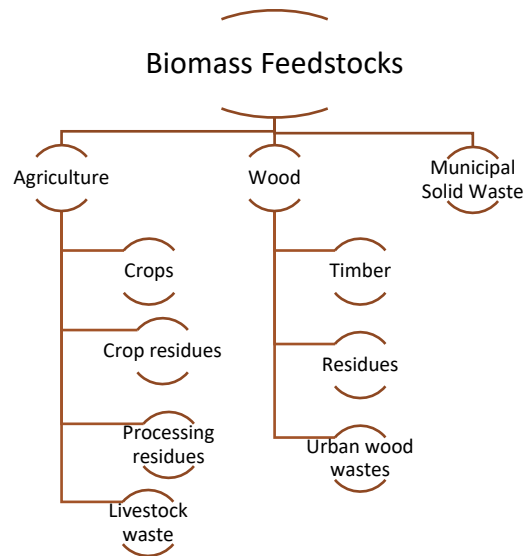 Biomass Feedstocks
Agriculture
Wood
Municipal
Solid Waste
Crops
Crop residues
Processing
residues
Livestock
waste
Timber
Residues
Urban wood
wastes